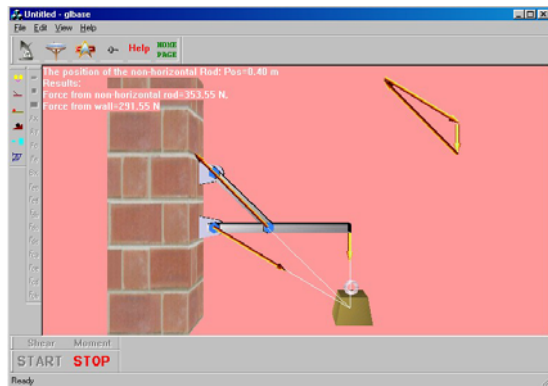 Untitled - glbase
File Edit View Help
Help HOME PAGE
The position of the non-horizontal Rod: Pos=0.40 m
Results:
Force from non-horizontal rod=353.55 N,
Force from wall=291.55 N
Shear Moment
START STOP
Ready